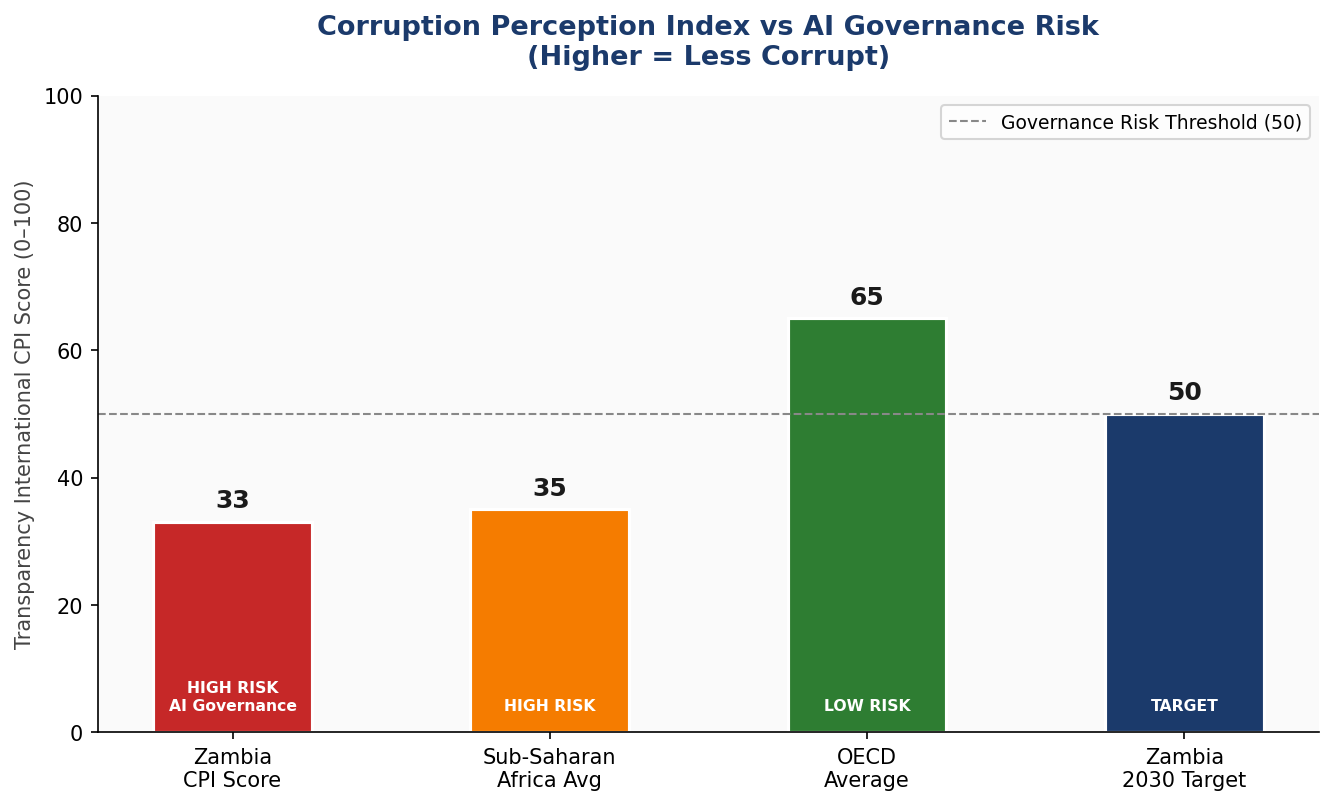 Corruption Perception Index vs AI Governance Risk
(Higher = Less Corrupt)
Governance Risk Threshold (50)
Transparency International CPI Score (0–100)
100
80
60
40
20
0
33
35
65
50
HIGH RISK
AI Governance
HIGH RISK
LOW RISK
TARGET
Zambia
CPI Score
Sub-Saharan
Africa Avg
OECD
Average
Zambia
2030 Target